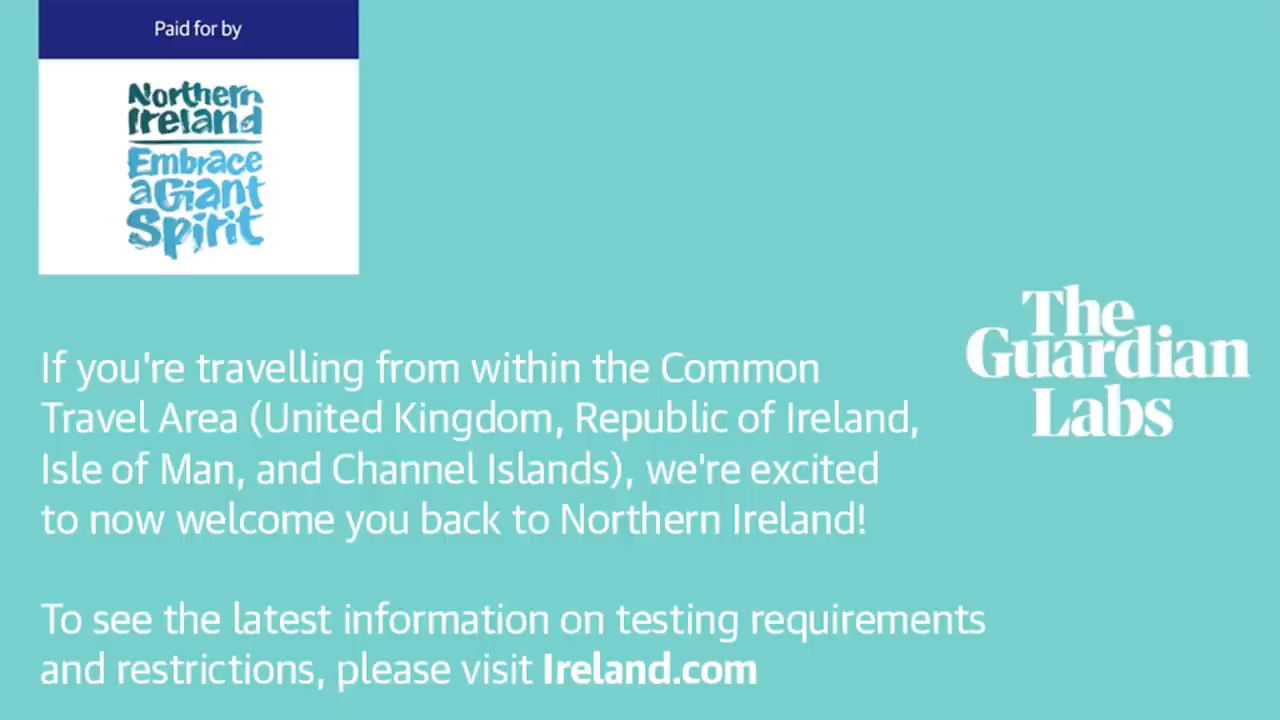 Paid for by
Northern
Ireland
Embrace
a Giant
Spirit
The
Guardian
Labs
If you're travelling from within the Common
Travel Area (United Kingdom, Republic of Ireland,
Isle of Man, and Channel Islands), we're excited
to now welcome you back to Northern Ireland!
To see the latest information on testing requirements
and restrictions, please visit Ireland.com